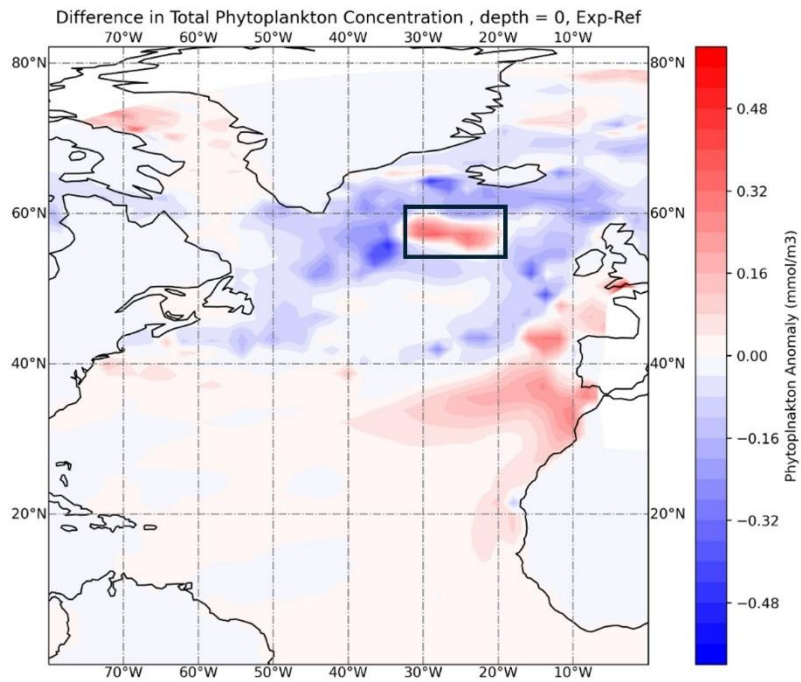 Difference in Total Phytoplankton Concentration , depth = 0, Exp-Ref
70°W 60°W 50°W 40°W 30°W 20°W 10°W
80°N 80°N
60°N 60°N
40°N 40°N
20°N 20°N
70°W 60°W 50°W 40°W 30°W 20°W 10°W
0.48
0.32
0.16
0.00
−0.16
−0.32
−0.48
Phytoplnakton Anomaly (mmol/m3)